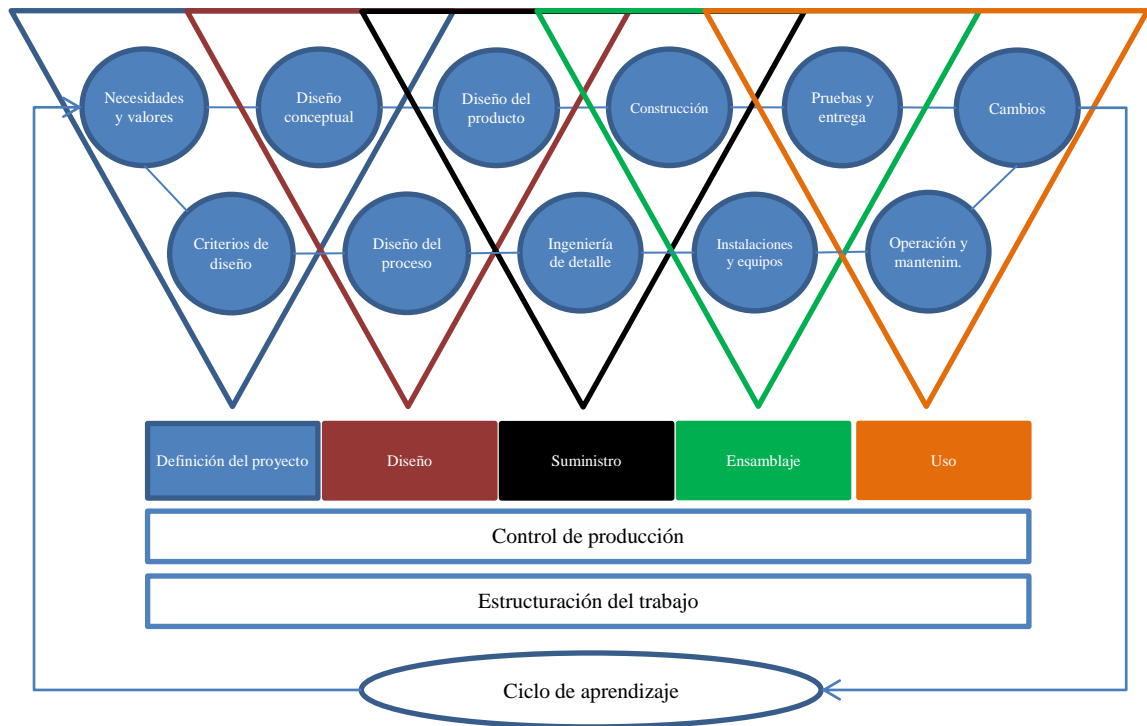 Necesidades
y valores
Diseño
conceptual
Diseño del
producto
Construcción
Pruebas y
entrega
Cambios
Criterios de
diseño
Diseño del
proceso
Ingeniería
de detalle
Instalaciones
y equipos
Operación y
mantenim.
Definición del proyecto
Diseño
Suministro
Ensamblaje
Uso
Control de producción
Estructuración del trabajo
Ciclo de aprendizaje